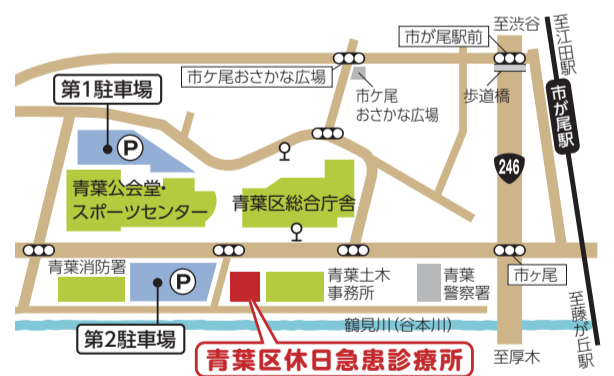 至渋谷
市が尾駅前
至江田駅
市ケ尾おさかな広場
第1駐車場
市ケ尾
おさかな広場
歩道橋
市が尾駅
P
246
青葉公会堂・
スポーツセンター
青葉区総合庁舎
青葉消防署
P
青葉土木
事務所
青葉
警察署
市ヶ尾
第2駐車場
鶴見川(谷本川)
至藤が丘駅
青葉区休日急患診療所
至厚木